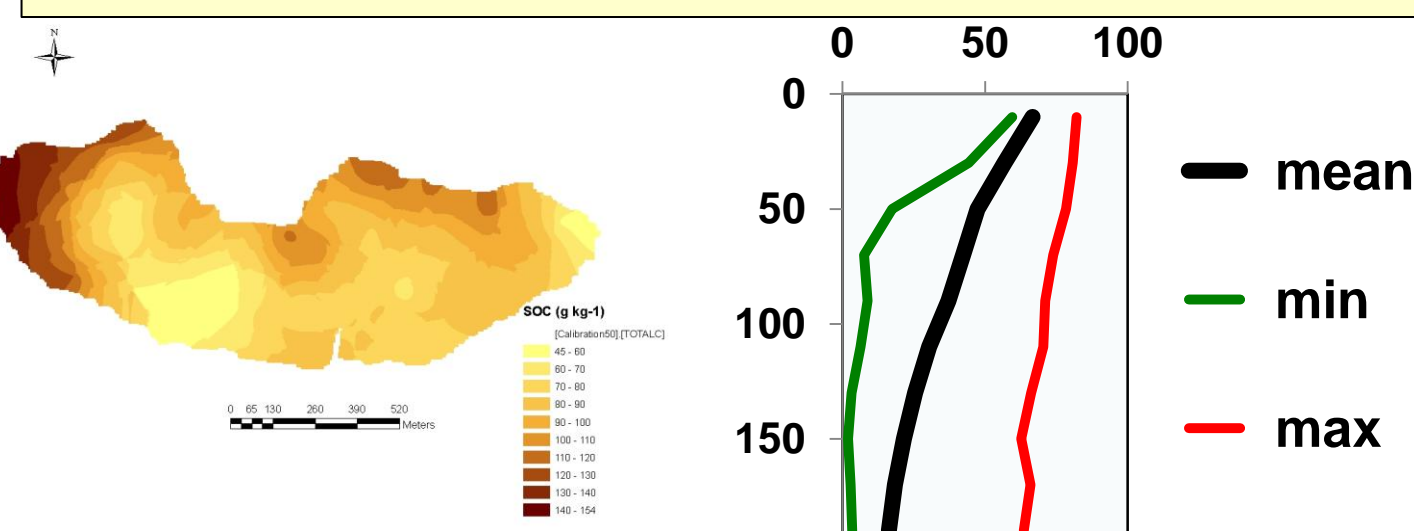 N
SOC (g kg-1)
[Calibration50].[TOTALC]
45 - 60
60 - 70
70 - 80
80 - 90
90 - 100
100 - 110
110 - 120
120 - 130
130 - 140
140 - 154
0 65 130 260 390 520
Meters
0 50 100
0
50
100
150
mean
min
max